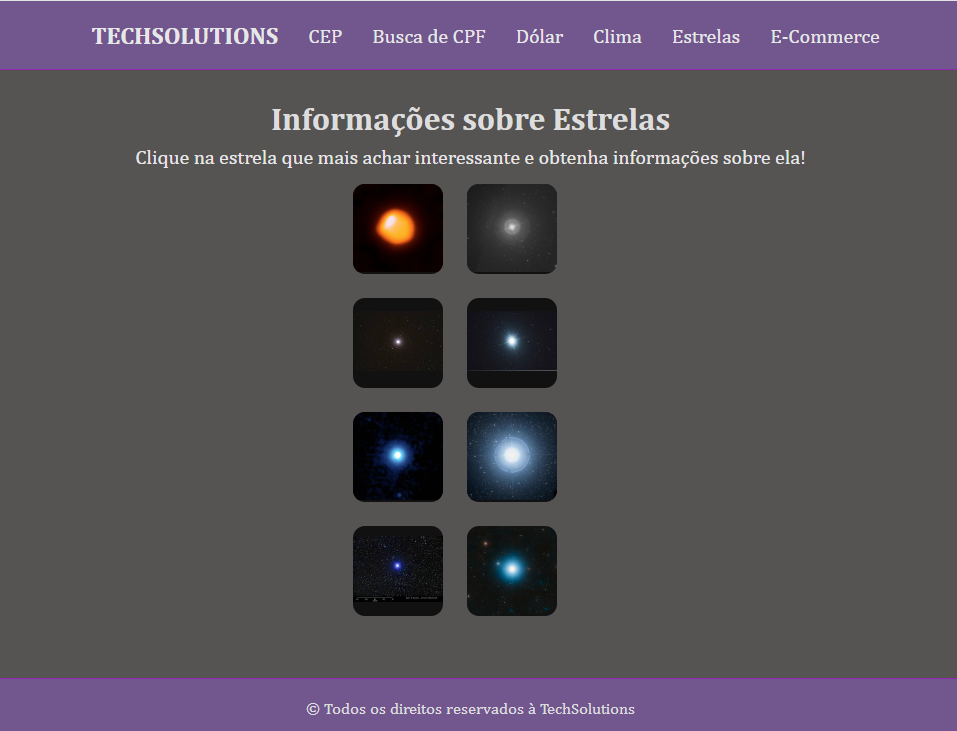 TECHSOLUTIONS CEP Busca de CPF Dólar Clima Estrelas E-Commerce
Informações sobre Estrelas
Clique na estrela que mais achar interessante e obtenha informações sobre ela!
© Todos os direitos reservados à TechSolutions